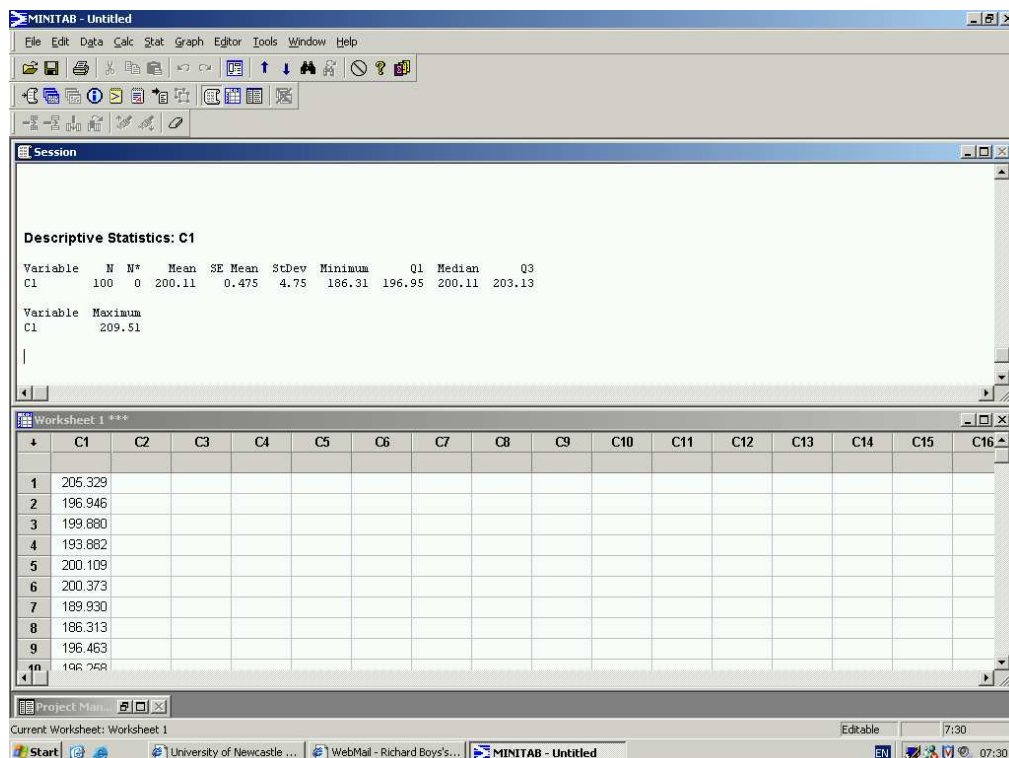 MINITAB - Untitled
File Edit Data Calc Stat Graph Editor Tools Window Help
Session
Descriptive Statistics: C1
Variable N N* Mean SE Mean StDev Minimum Q1 Median Q3
C1 100 0 200.11 0.475 4.75 186.31 196.95 200.11 203.13
Variable Maximum
C1 209.51
Worksheet 1 ***
C1 C2 C3 C4 C5 C6 C7 C8 C9 C10 C11 C12 C13 C14 C15 C16
1 205.329
2 196.946
3 199.880
4 193.882
5 200.109
6 200.373
7 189.930
8 186.313
9 196.463
10 196.258
Project Man...
Current Worksheet: Worksheet 1 Editable 7:30
Start University of Newcastle ... WebMail - Richard Boys's... MINITAB - Untitled EN 07:30